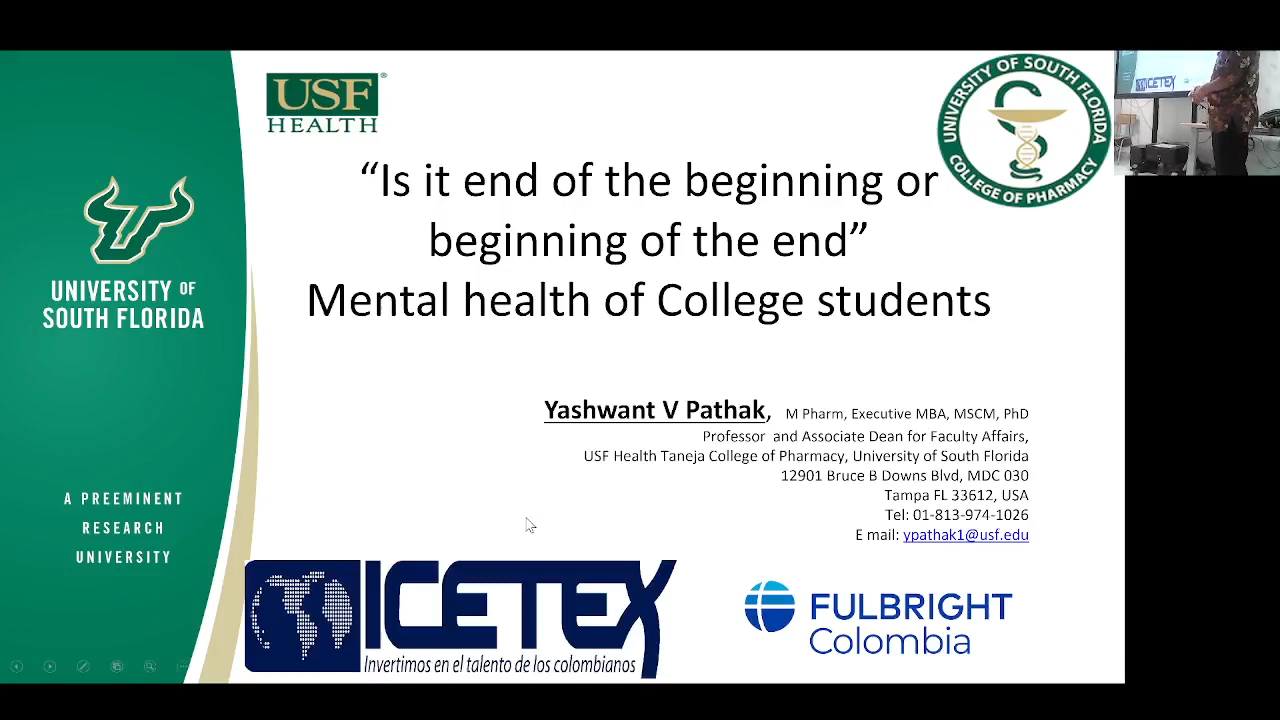 USF
HEALTH
UNIVERSITY OF SOUTH FLORIDA
COLLEGE OF PHARMACY
ICETEX
“Is it end of the beginning or
beginning of the end”
Mental health of College students
UNIVERSITY OF
SOUTH FLORIDA
Yashwant V Pathak, M Pharm, Executive MBA, MSCM, PhD
Professor and Associate Dean for Faculty Affairs,
USF Health Taneja College of Pharmacy, University of South Florida
12901 Bruce B Downs Blvd, MDC 030
Tampa FL 33612, USA
Tel: 01-813-974-1026
E mail: ypathak1@usf.edu
A PREEMINENT
RESEARCH
UNIVERSITY
ICETEX
Invertimos en el talento de los colombianos
FULBRIGHT
Colombia